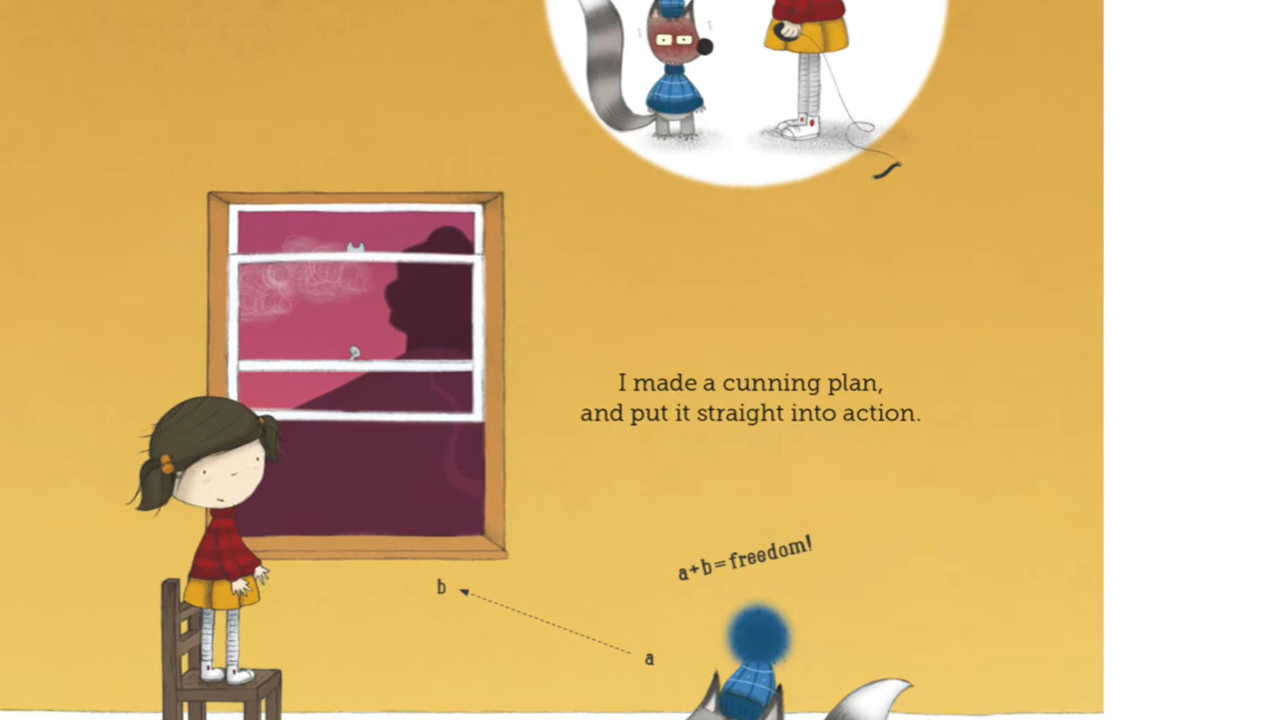 I made a cunning plan,
and put it straight into action.
a+b=freedom!
b
a